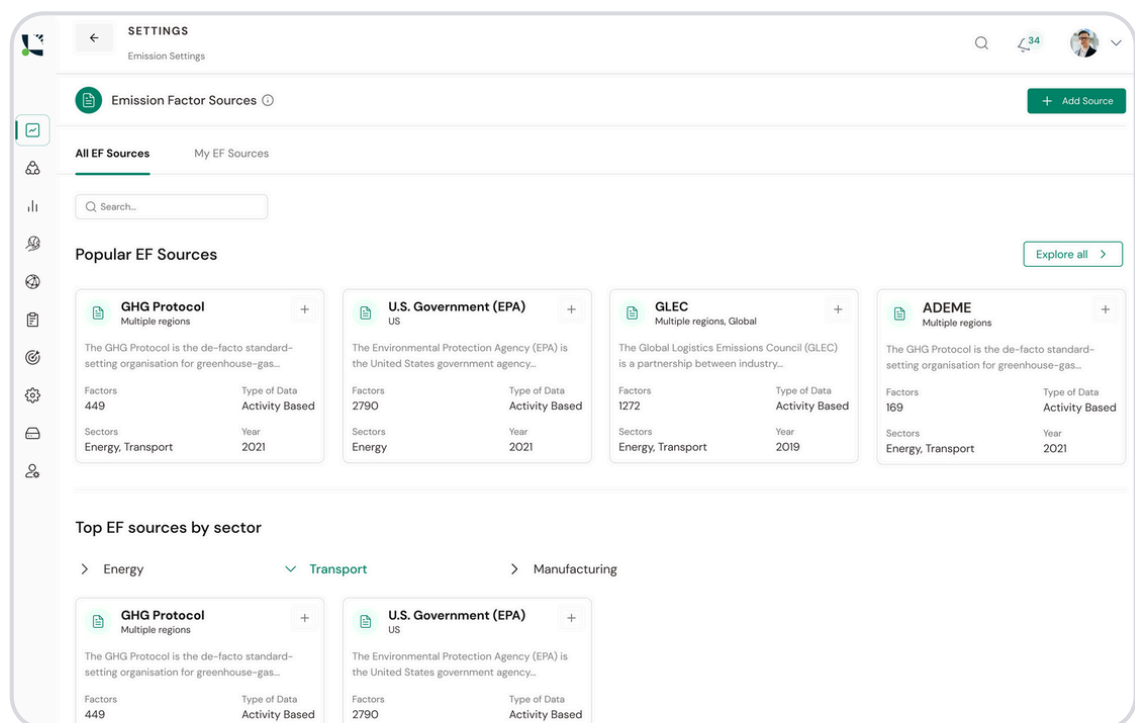 SETTINGS
Emission Settings
34
Emission Factor Sources
+ Add Source
All EF Sources
My EF Sources
Search...
Popular EF Sources
Explore all
GHG Protocol
Multiple regions
The GHG Protocol is the de-facto standard-
setting organisation for greenhouse-gas...
Factors
Type of Data
449
Activity Based
Sectors
Year
Energy, Transport
2021
U.S. Government (EPA)
US
The Environmental Protection Agency (EPA) is
the United States government agency...
Factors
Type of Data
2790
Activity Based
Sectors
Year
Energy
2021
GLEC
Multiple regions, Global
The Global Logistics Emissions Council (GLEC)
is a partnership between industry...
Factors
Type of Data
1272
Activity Based
Sectors
Year
Energy, Transport
2019
ADEME
Multiple regions
The GHG Protocol is the de-facto standard-
setting organisation for greenhouse-gas...
Factors
Type of Data
169
Activity Based
Sectors
Year
Energy, Transport
2021
Top EF sources by sector
Energy
Transport
Manufacturing
GHG Protocol
Multiple regions
The GHG Protocol is the de-facto standard-
setting organisation for greenhouse-gas...
Factors
Type of Data
449
Activity Based
U.S. Government (EPA)
US
The Environmental Protection Agency (EPA) is
the United States government agency...
Factors
Type of Data
2790
Activity Based